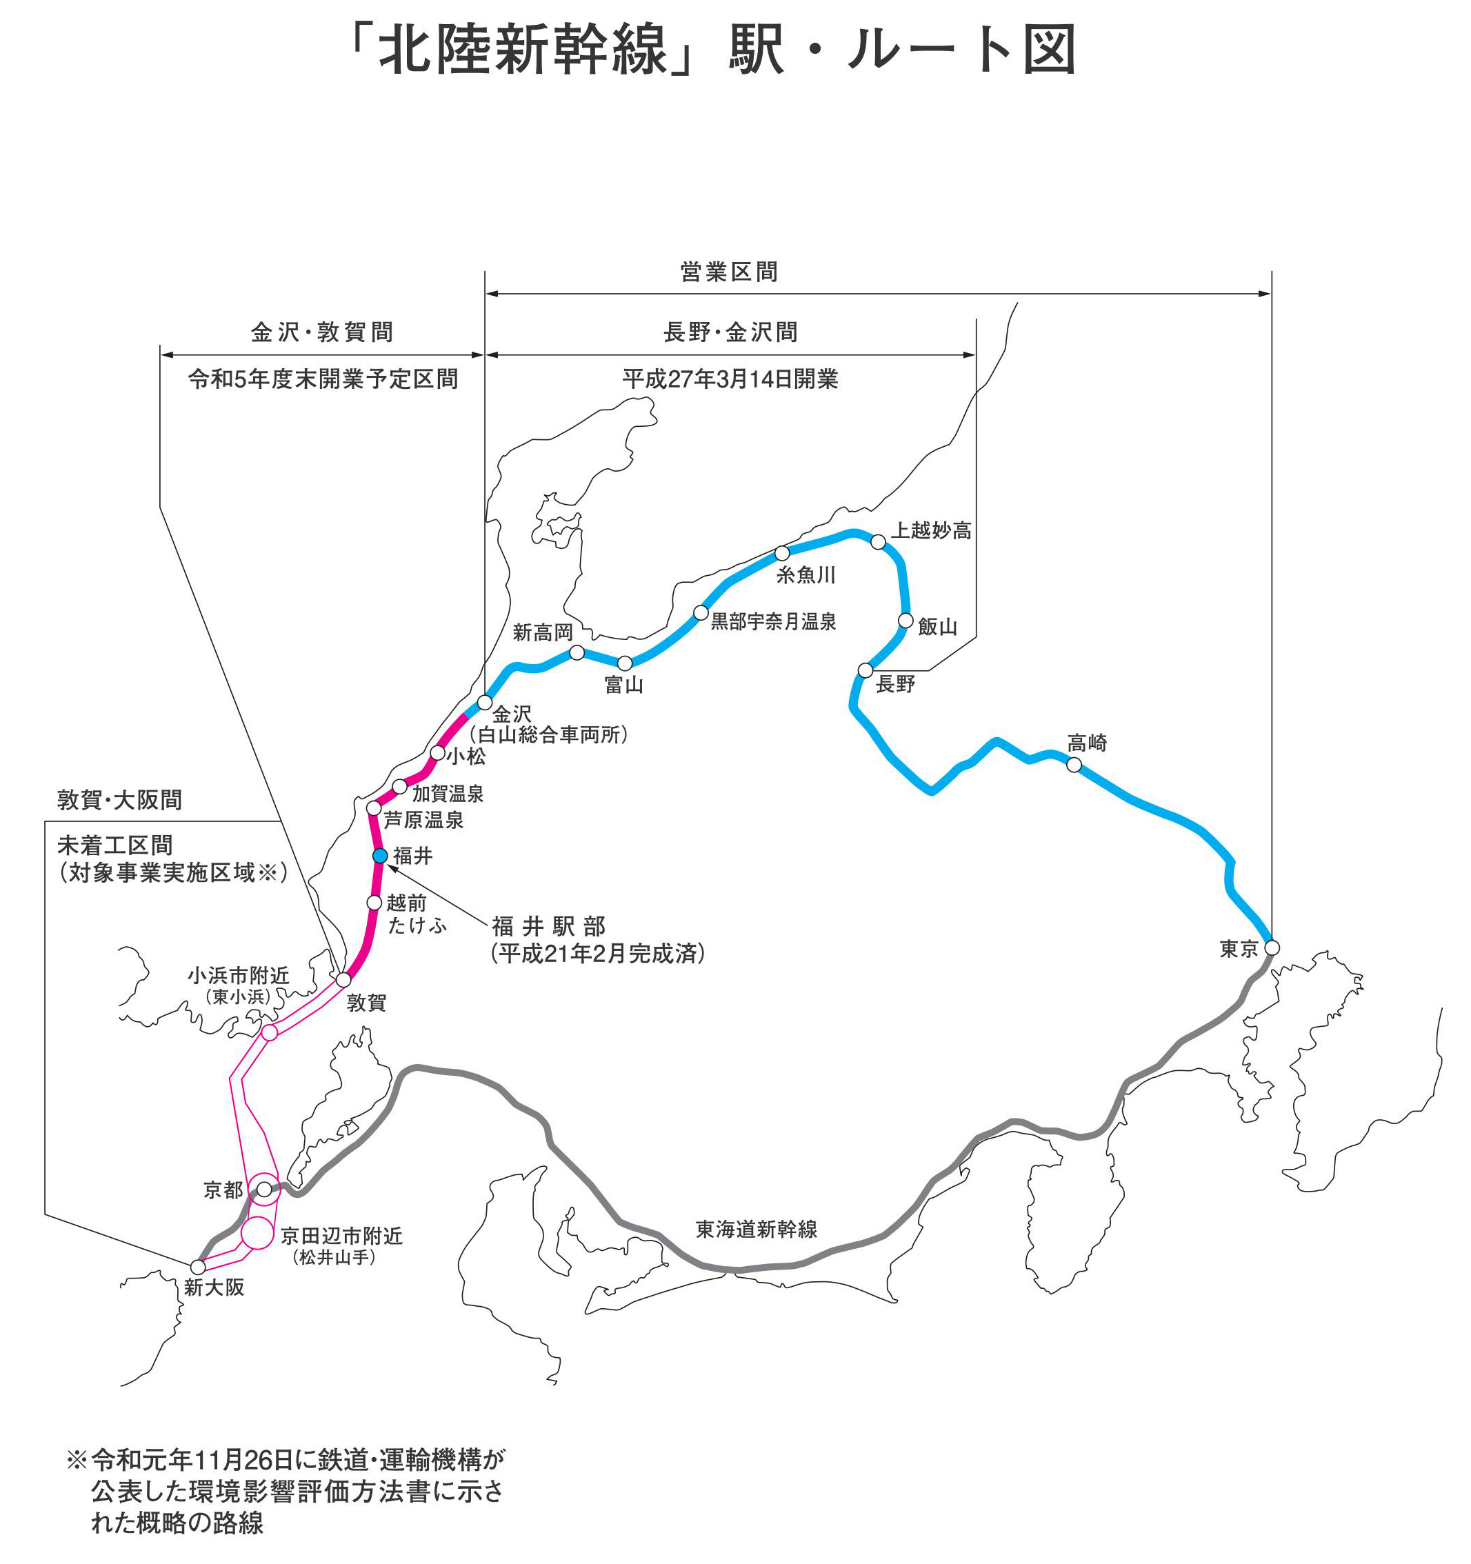 「北陸新幹線」駅・ルート図
営業区間
金沢・敦賀間
長野・金沢間
令和5年度末開業予定区間
平成27年3月14日開業
上越妙高
糸魚川
黒部宇奈月温泉
飯山
新高岡
富山
長野
金沢
(白山総合車両所)
小松
高崎
加賀温泉
敦賀・大阪間
芦原温泉
未着工区間
(対象事業実施区域※)
福井
越前
たけふ
福井駅部
(平成21年2月完成済)
東京
小浜市附近
(東小浜)
敦賀
京都
京田辺市附近
(松井山手)
東海道新幹線
新大阪
※令和元年11月26日に鉄道・運輸機構が
公表した環境影響評価方法書に示さ
れた概略の路線